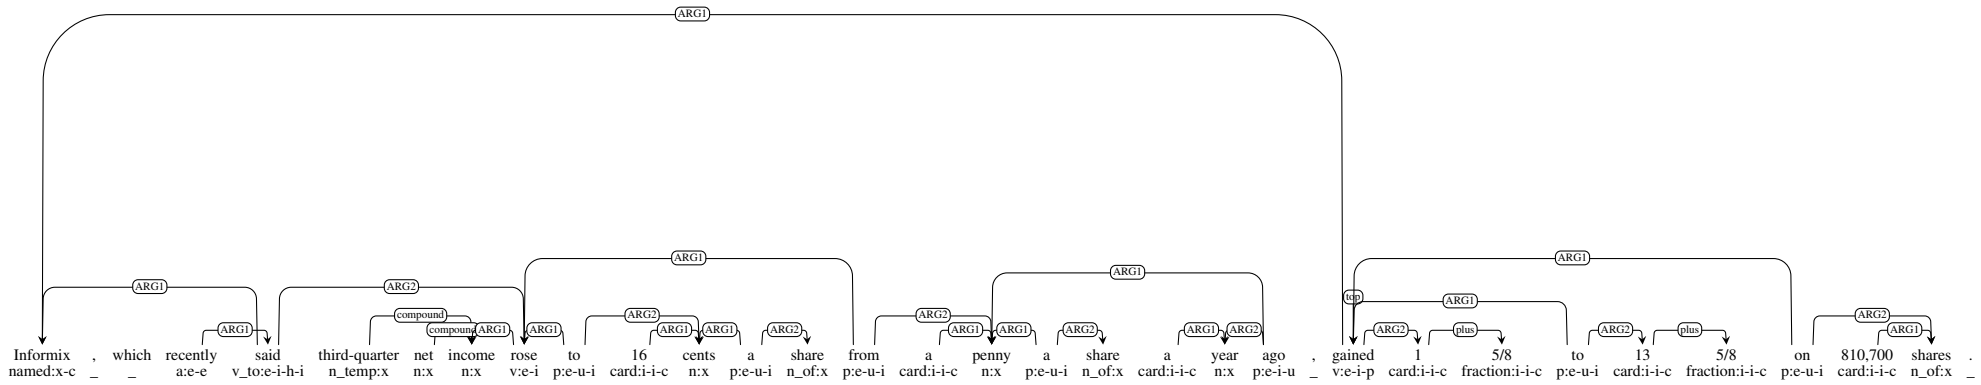 ARG1
ARG1 ARG1
ARG1
ARG1 ARG2 top ARG1
compound ARG2 ARG2 ARG2
ARG1 compound ARG1 ARG1 ARG1 ARG1 ARG2 ARG1 ARG1 ARG2 ARG1 ARG2 ARG2 plus ARG2 plus ARG1
Informix , which recently said third-quarter net income rose to 16 cents a share from a penny a share a year ago , gained 1 5/8 to 13 5/8 on 810,700 shares .
named:x-c _ _ a:e-e v_to:e-i-h-i n_temp:x n:x n:x v:e-i p:e-u-i card:i-i-c n:x p:e-u-i n_of:x p:e-u-i card:i-i-c n:x p:e-u-i n_of:x card:i-i-c n:x p:e-i-u _ v:e-i-p card:i-i-c fraction:i-i-c p:e-u-i card:i-i-c fraction:i-i-c p:e-u-i card:i-i-c n_of:x _